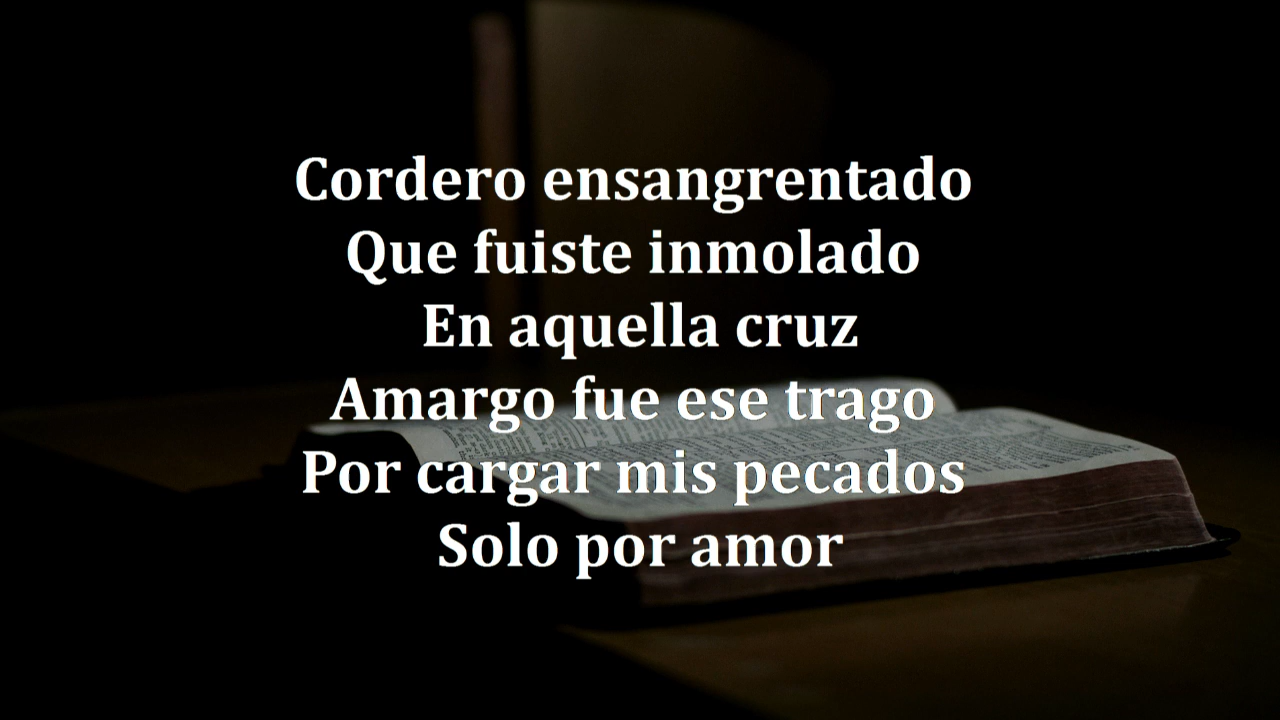 Cordero ensangrentado
Que fuiste inmolado
En aquella cruz
Amargo fue ese trago
Por cargar mis pecados
Solo por amor